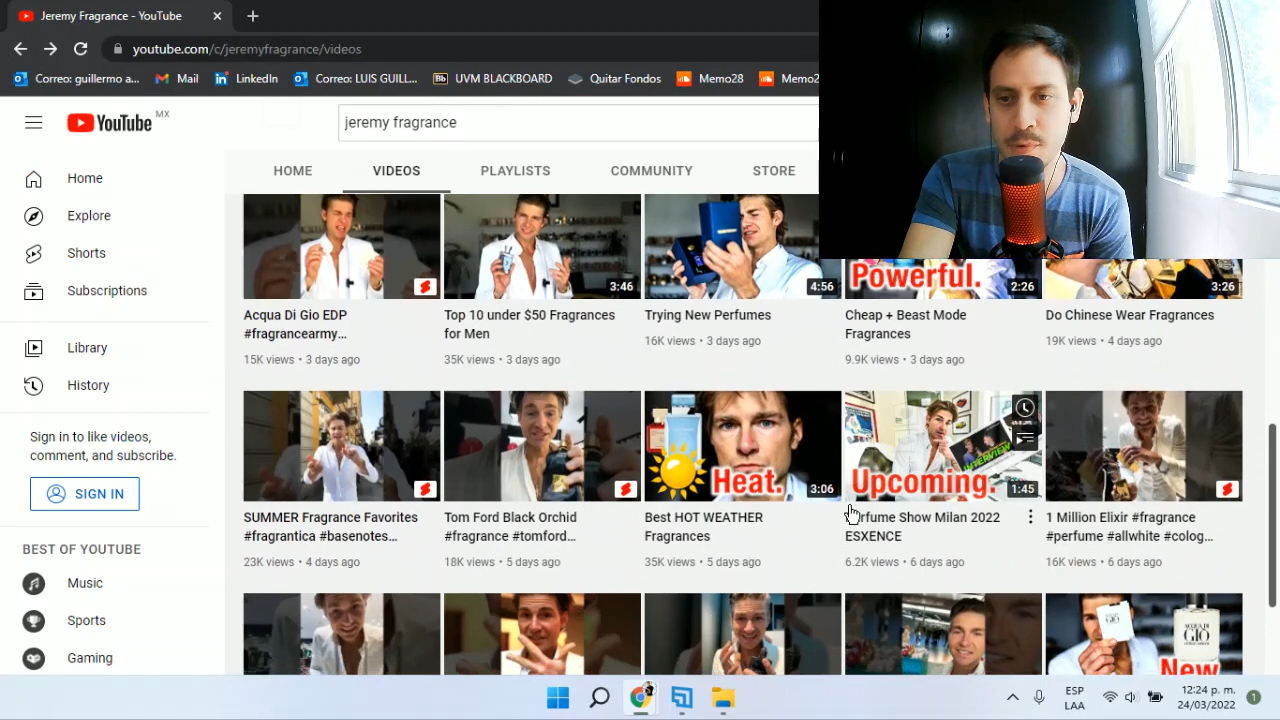 Jeremy Fragrance - YouTube
youtube.com/c/jeremyfragrance/videos
Correo: guillermo a... Mail LinkedIn Correo: LUIS GUILL... Bb UVM BLACKBOARD Quitar Fondos Memo28 Memo2
YouTube MX
jeremy fragrance
HOME VIDEOS PLAYLISTS COMMUNITY STORE
Home
Explore
Shorts
Subscriptions
Library
History
Sign in to like videos,
comment, and subscribe.
SIGN IN
BEST OF YOUTUBE
Music
Sports
Gaming
Acqua Di Gio EDP
#fragrancearmy...
15K views • 3 days ago
3:46
Top 10 under $50 Fragrances
for Men
35K views • 3 days ago
4:56
Trying New Perfumes
16K views • 3 days ago
Powerful.
2:26
Cheap + Beast Mode
Fragrances
9.9K views • 3 days ago
3:26
Do Chinese Wear Fragrances
19K views • 4 days ago
SUMMER Fragrance Favorites
#fragrantica #basenotes...
23K views • 4 days ago
Tom Ford Black Orchid
#fragrance #tomford...
18K views • 5 days ago
Heat.
3:06
Best HOT WEATHER
Fragrances
35K views • 5 days ago
INTERVIEW
Upcoming.
1:45
Perfume Show Milan 2022
ESXENCE
6.2K views • 6 days ago
1 Million Elixir #fragrance
#perfume #allwhite #colog...
16K views • 6 days ago
ACQUA
DI
GIÒ
New
ESP
LAA
12:24 p. m.
24/03/2022
1